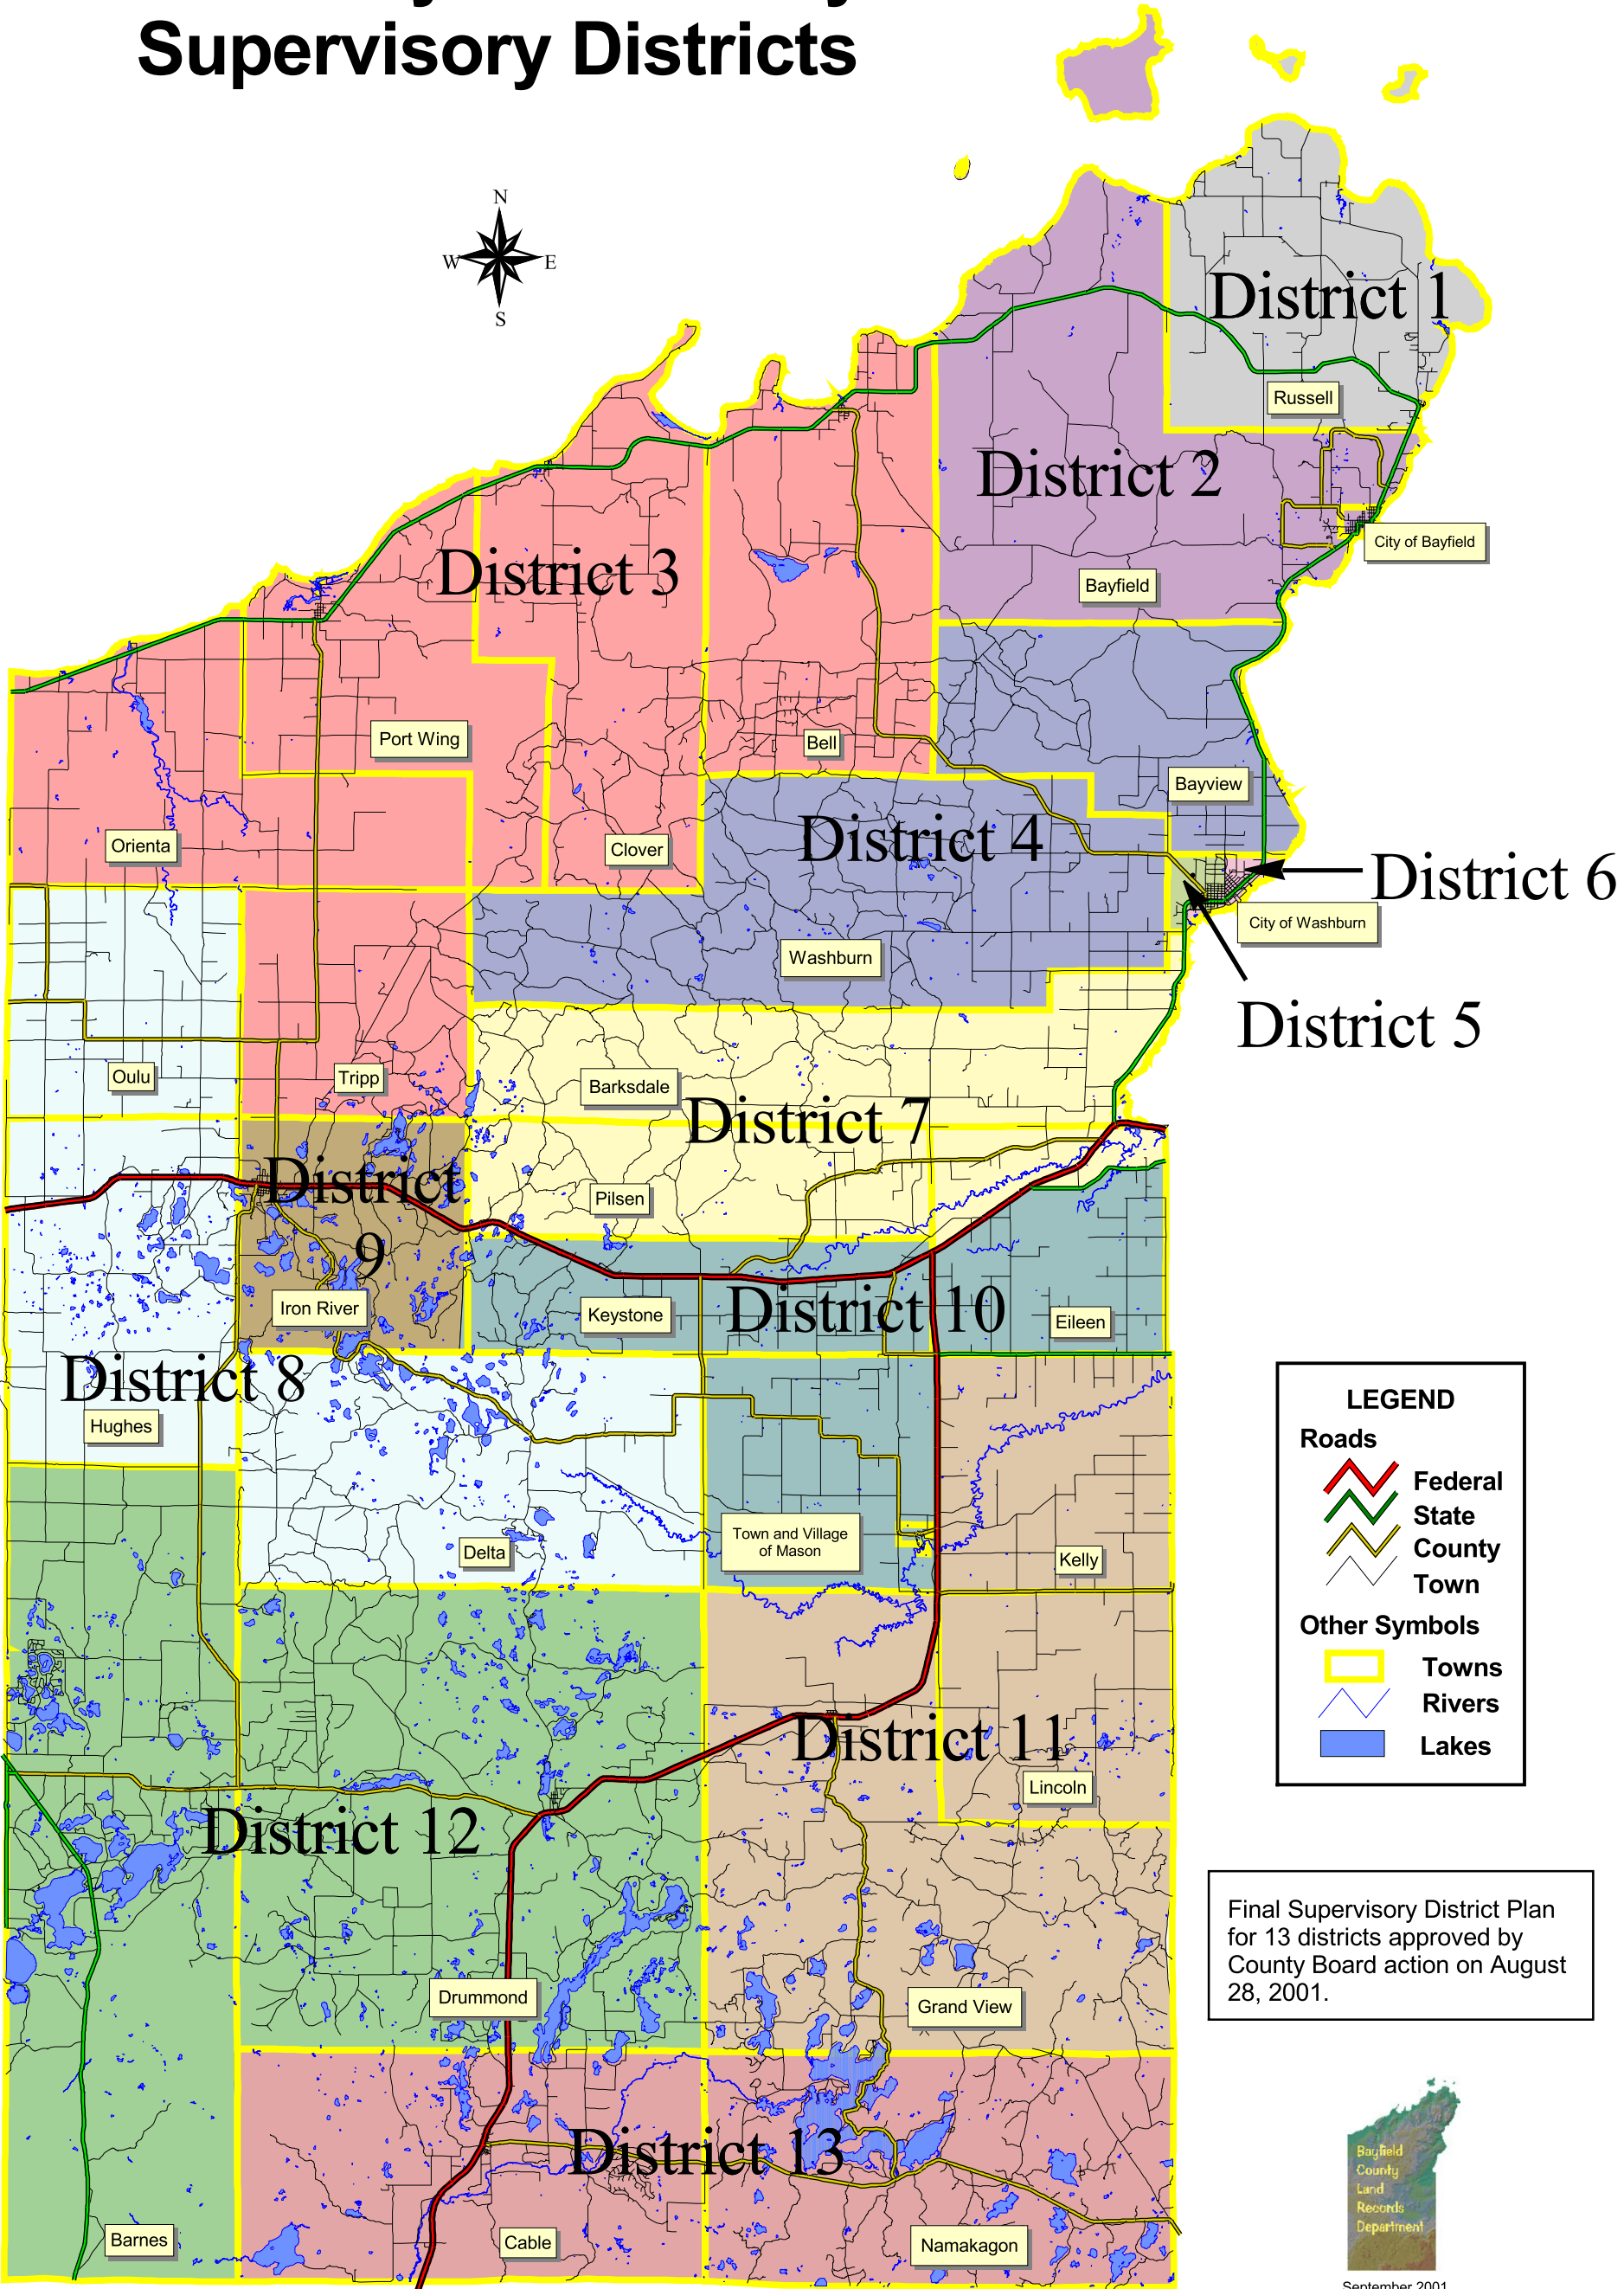 Supervisory Districts
N
W E
S
District 1
Russell
District 2
City of Bayfield
Bayfield
District 3
Port Wing
Bell
Bayview
Orienta
Clover
District 4
District 6
City of Washburn
Washburn
District 5
Oulu
Tripp
Barksdale
District 7
District
9
Pilsen
Iron River
Keystone
District 10
Eileen
District 8
Hughes
Town and Village
of Mason
Delta
Kelly
LEGEND
Roads
Federal
State
County
Town
Other Symbols
Towns
Rivers
Lakes
District 11
Lincoln
District 12
Drummond
Grand View
Final Supervisory District Plan
for 13 districts approved by
County Board action on August
28, 2001.
District 13
Barnes
Cable
Namakagon
Bayfield
County
Land
Records
Department
September 2001